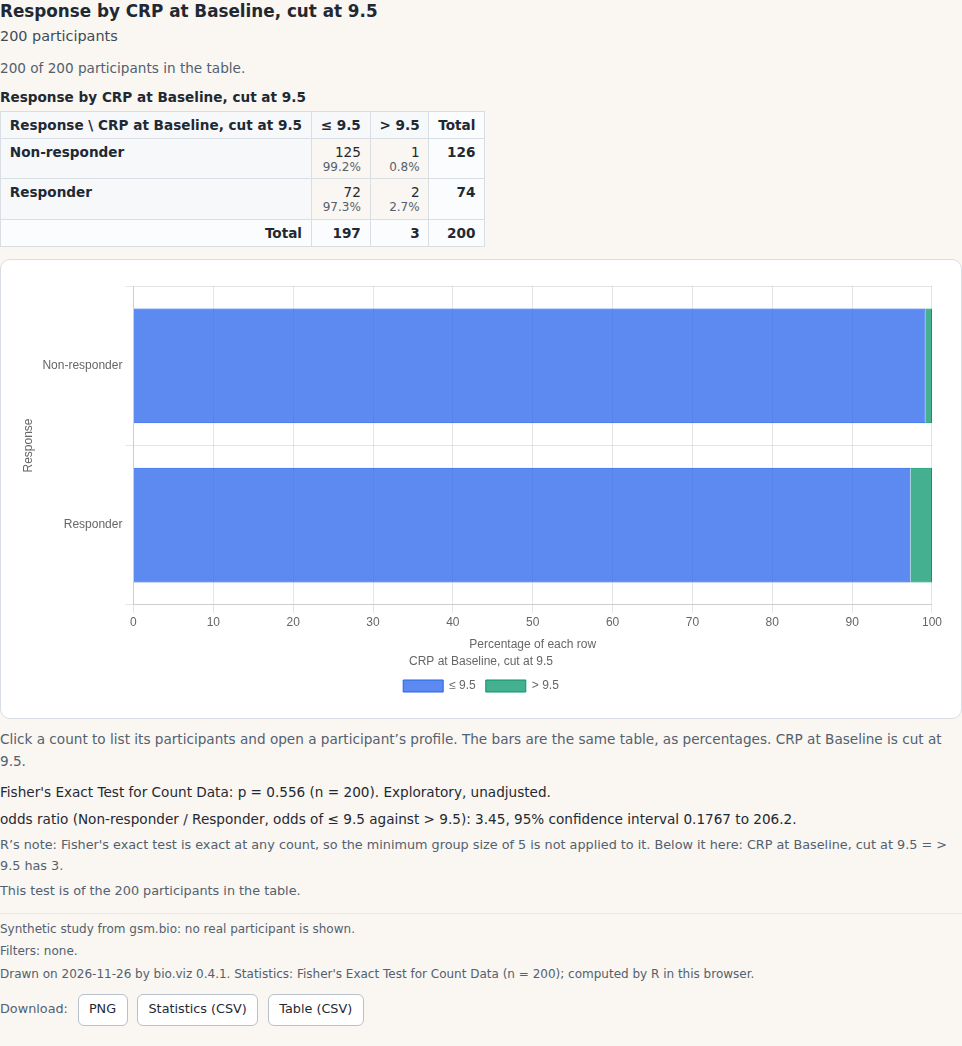 Response by CRP at Baseline, cut at 9.5
200 participants
200 of 200 participants in the table.
Response by CRP at Baseline, cut at 9.5
Response \ CRP at Baseline, cut at 9.5 ≤ 9.5 > 9.5 Total
Non-responder 125 1 126
99.2% 0.8%
Responder 72 2 74
97.3% 2.7%
Total 197 3 200
Non-responder
Response
Responder
0 10 20 30 40 50 60 70 80 90 100
Percentage of each row
CRP at Baseline, cut at 9.5
≤ 9.5 > 9.5
Click a count to list its participants and open a participant’s profile. The bars are the same table, as percentages. CRP at Baseline is cut at
9.5.
Fisher's Exact Test for Count Data: p = 0.556 (n = 200). Exploratory, unadjusted.
odds ratio (Non-responder / Responder, odds of ≤ 9.5 against > 9.5): 3.45, 95% confidence interval 0.1767 to 206.2.
R’s note: Fisher's exact test is exact at any count, so the minimum group size of 5 is not applied to it. Below it here: CRP at Baseline, cut at 9.5 = >
9.5 has 3.
This test is of the 200 participants in the table.
Synthetic study from gsm.bio: no real participant is shown.
Filters: none.
Drawn on 2026-11-26 by bio.viz 0.4.1. Statistics: Fisher's Exact Test for Count Data (n = 200); computed by R in this browser.
Download: PNG Statistics (CSV) Table (CSV)